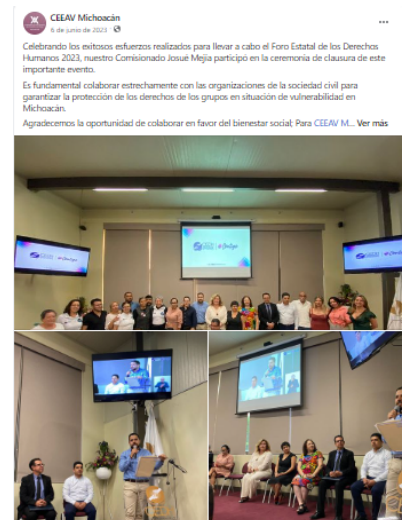 CEEAV Michoacán
6 de junio de 2023 ·
Celebrando los exitosos esfuerzos realizados para llevar a cabo el Foro Estatal de los Derechos
Humanos 2023, nuestro Comisionado Josué Mejía participó en la ceremonia de clausura de este
importante evento.
Es fundamental colaborar estrechamente con las organizaciones de la sociedad civil para
garantizar la protección de los derechos de los grupos en situación de vulnerabilidad en
Michoacán.
Agradecemos la oportunidad de colaborar en favor del bienestar social; Para CEEAV M... Ver más